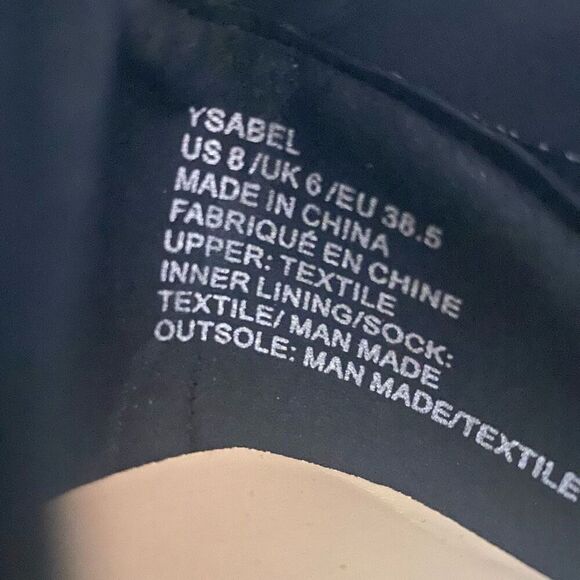 YSABEL
US 8 /UK 6 /EU 38.5
MADE IN CHINA
FABRIQUÉ EN CHINE
UPPER: TEXTILE
INNER LINING/SOCK:
TEXTILE/ MAN MADE
OUTSOLE: MAN MADE/TEXTILE